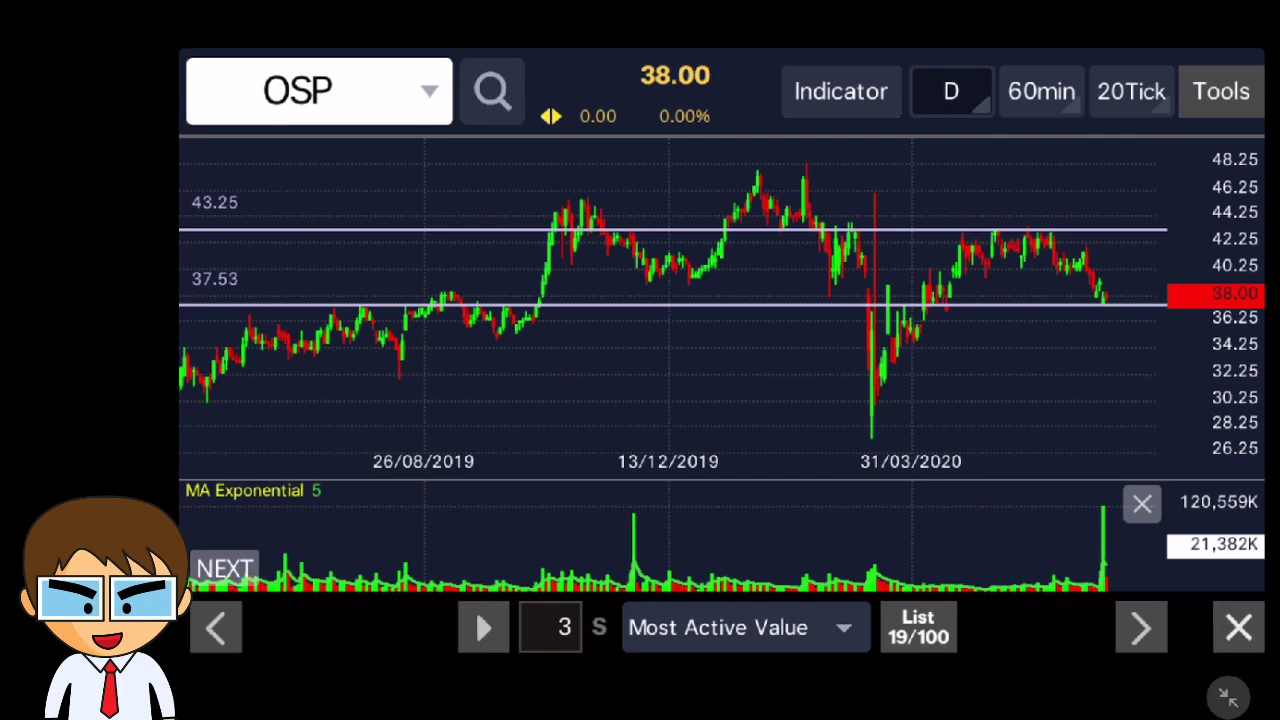 OSP
38.00
0.00 0.00%
Indicator D 60min 20Tick Tools
43.25
37.53
48.25
46.25
44.25
42.25
40.25
38.00
36.25
34.25
32.25
30.25
28.25
26.25
26/08/2019 13/12/2019 31/03/2020
MA Exponential 5
120,559K
21,382K
NEXT
3 S Most Active Value List
19/100